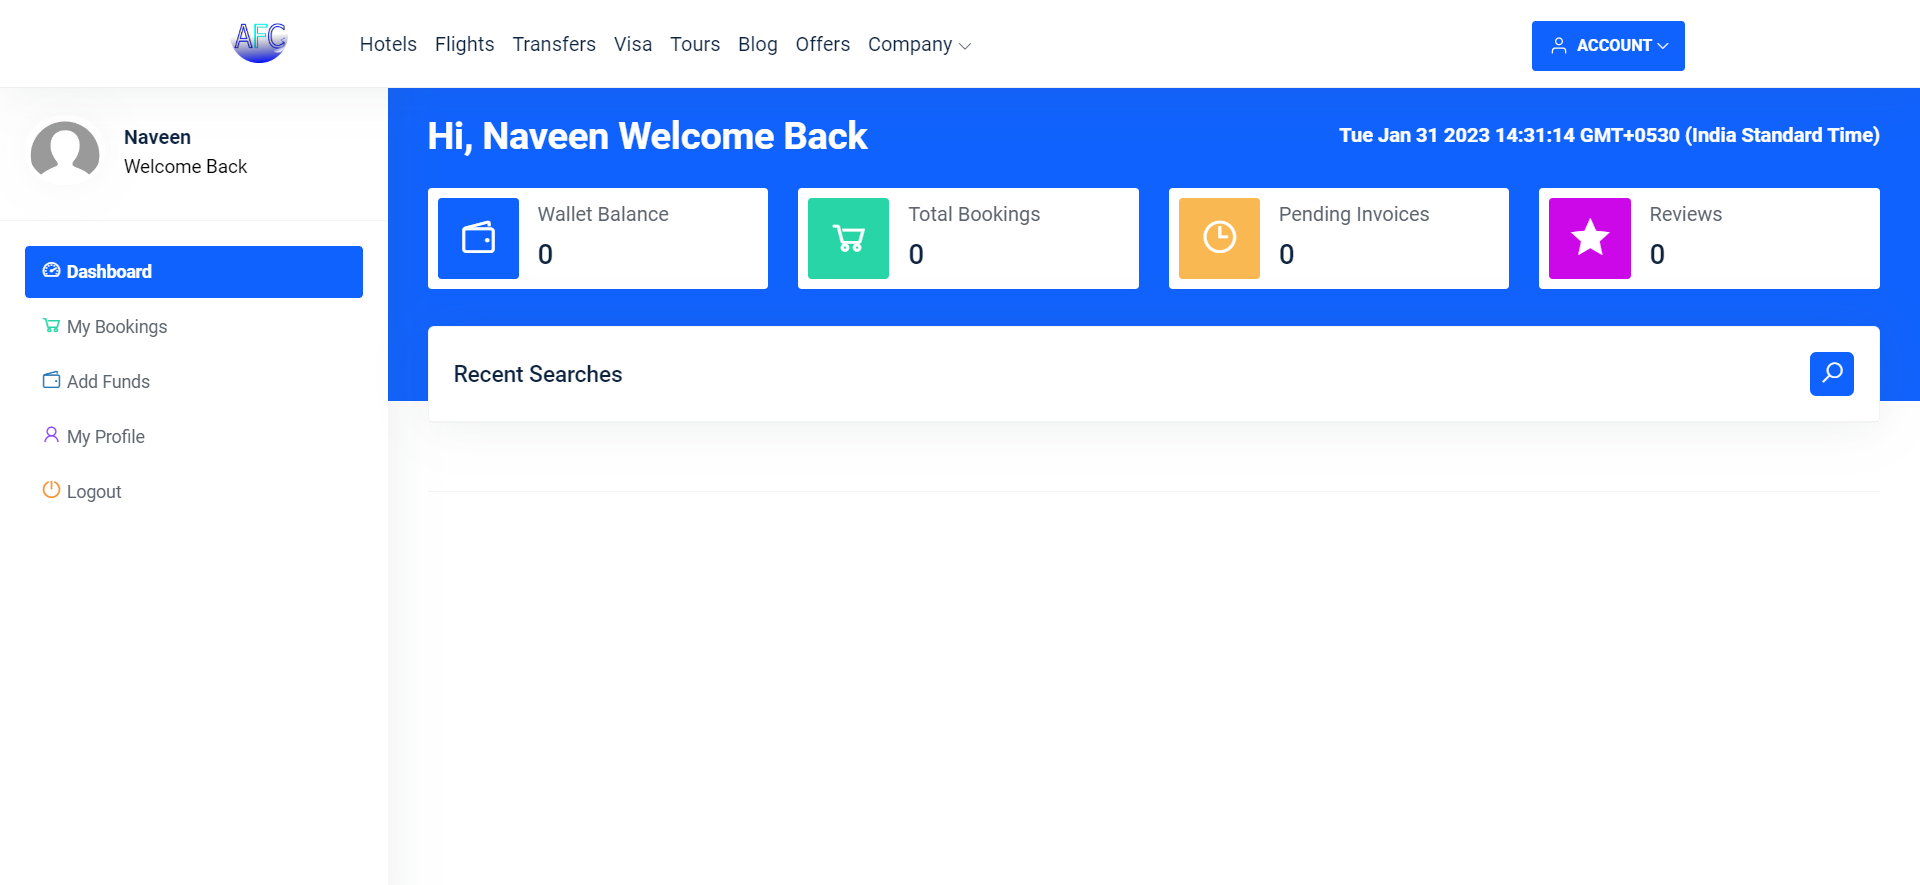 AFC
Hotels Flights Transfers Visa Tours Blog Offers Company
ACCOUNT
Naveen
Welcome Back
Dashboard
My Bookings
Add Funds
My Profile
Logout
Hi, Naveen Welcome Back
Tue Jan 31 2023 14:31:14 GMT+0530 (India Standard Time)
Wallet Balance
0
Total Bookings
0
Pending Invoices
0
Reviews
0
Recent Searches